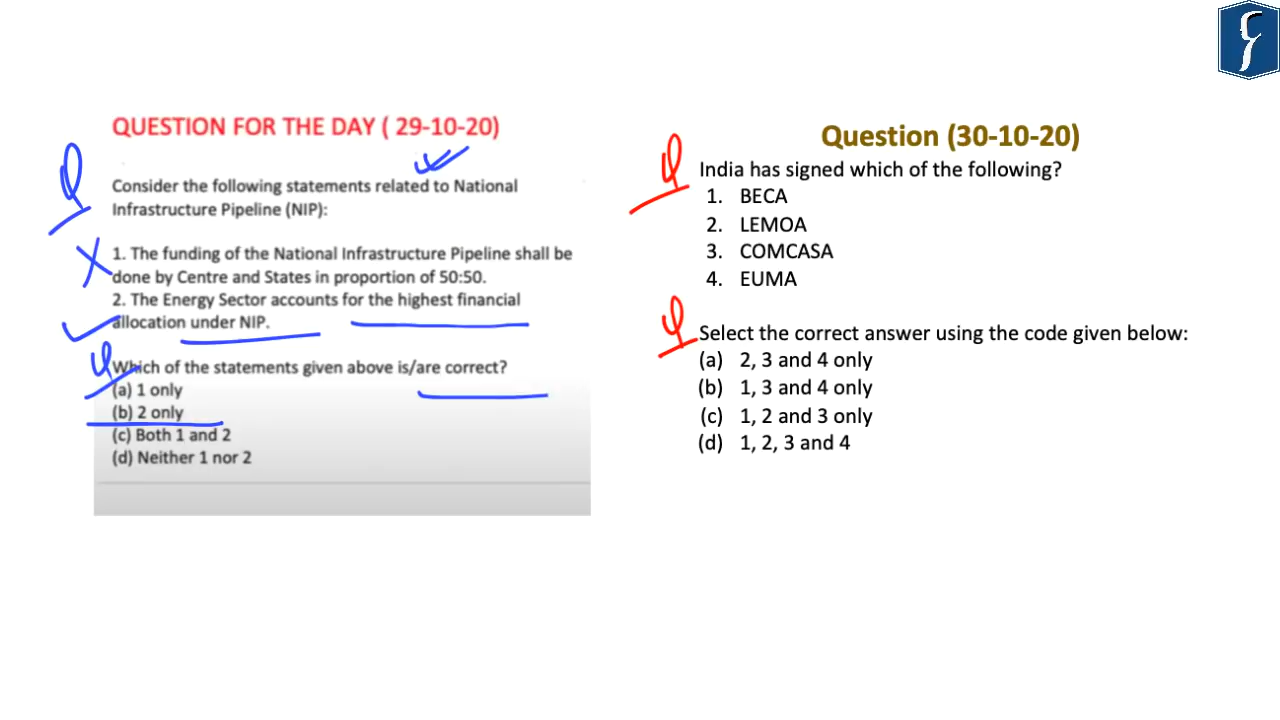 QUESTION FOR THE DAY ( 29-10-20)
Consider the following statements related to National
Infrastructure Pipeline (NIP):
1. The funding of the National Infrastructure Pipeline shall be
done by Centre and States in proportion of 50:50.
2. The Energy Sector accounts for the highest financial
allocation under NIP.
Which of the statements given above is/are correct?
(a) 1 only
(b) 2 only
(c) Both 1 and 2
(d) Neither 1 nor 2
Question (30-10-20)
India has signed which of the following?
1. BECA
2. LEMOA
3. COMCASA
4. EUMA
Select the correct answer using the code given below:
(a) 2, 3 and 4 only
(b) 1, 3 and 4 only
(c) 1, 2 and 3 only
(d) 1, 2, 3 and 4